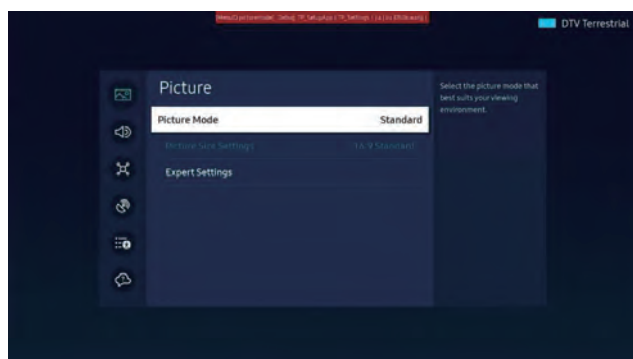 DTV Terrestrial
Picture
Picture Mode Standard
Picture Size Settings 16:9 Standard
Expert Settings
Select the picture mode that
best suits your viewing
environment.